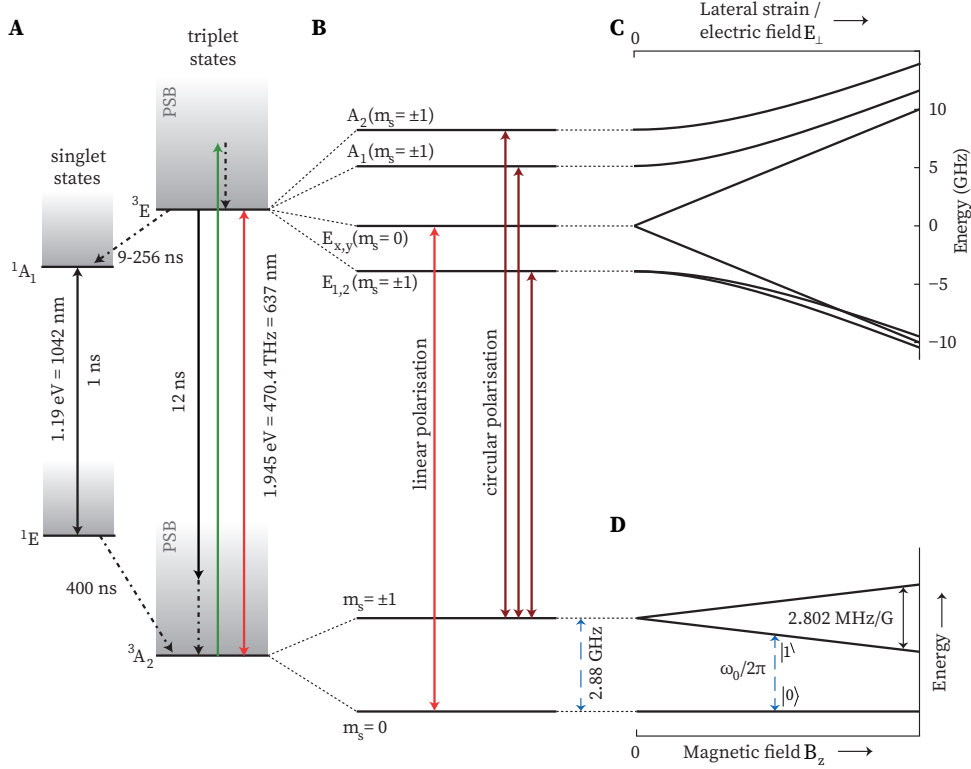 A
triplet
states
PSB
singlet
states
³E
9-256 ns
¹A₁
1.19 eV = 1042 nm
1 ns
12 ns
1.945 eV = 470.4 THz = 637 nm
¹E
PSB
400 ns
³A₂
B
A₂(mₛ = ±1)
A₁(mₛ = ±1)
Eₓ,ᵧ(mₛ = 0)
E₁,₂(mₛ = ±1)
linear polarisation
circular polarisation
mₛ = ±1
2.88 GHz
mₛ = 0
C
Lateral strain /
electric field E⊥
0
10
5
0
−5
−10
Energy (GHz)
D
2.802 MHz/G
|1\
ω₀/2π
|0⟩
Energy
0
Magnetic field B_z